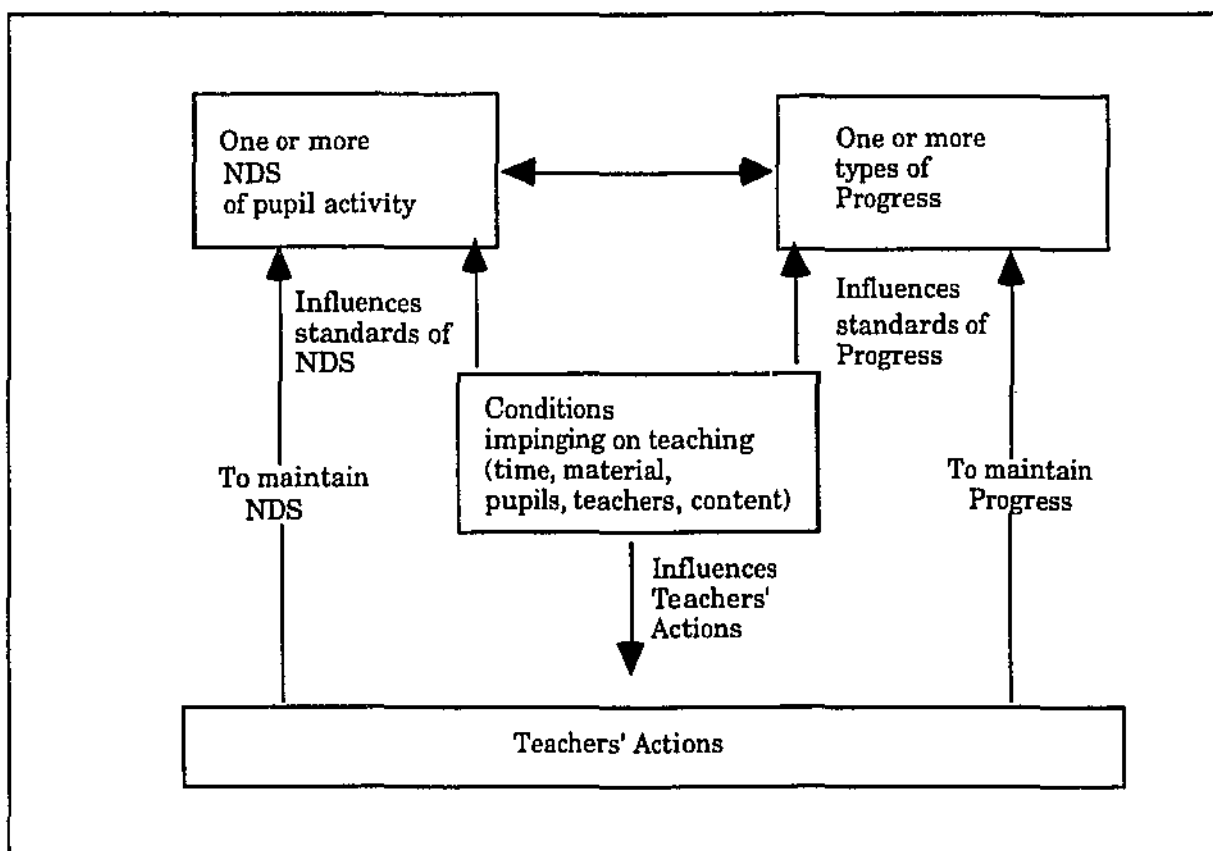 One or more
NDS
of pupil activity
One or more
types of
Progress
Influences
standards of
NDS
Influences
standards of
Progress
Conditions
impinging on teaching
(time, material,
pupils, teachers, content)
To maintain
NDS
To maintain
Progress
Influences
Teachers'
Actions
Teachers' Actions